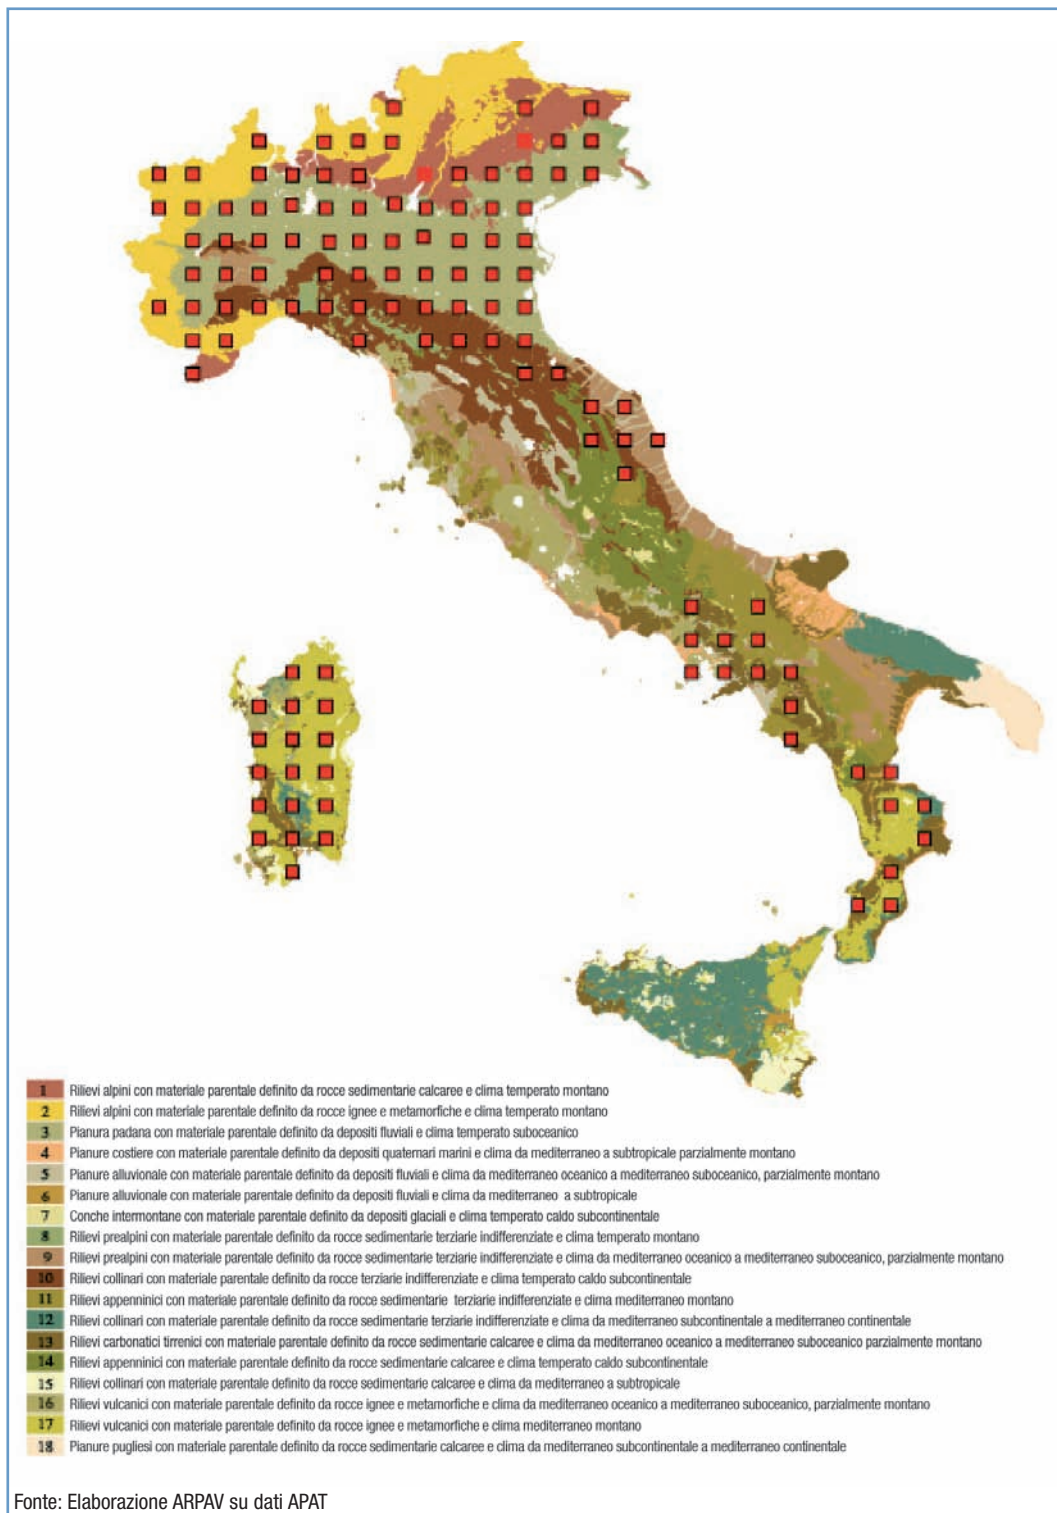 1 Rilievi alpini con materiale parentale definito da rocce sedimentarie calcaree e clima temperato montano
2 Rilievi alpini con materiale parentale definito da rocce ignee e metamorfiche e clima temperato montano
3 Pianura padana con materiale parentale definito da depositi fluviali e clima temperato suboceanico
4 Pianure costiere con materiale parentale definito da depositi quaternari marini e clima da mediterraneo a subtropicale parzialmente montano
5 Pianure alluvionale con materiale parentale definito da depositi fluviali e clima da mediterraneo oceanico a mediterraneo suboceanico, parzialmente montano
6 Pianure alluvionale con materiale parentale definito da depositi fluviali e clima da mediterraneo a subtropicale
7 Conche intermontane con materiale parentale definito da depositi glaciali e clima temperato caldo subcontinentale
8 Rilievi prealpini con materiale parentale definito da rocce sedimentarie terziarie indifferenziate e clima temperato montano
9 Rilievi prealpini con materiale parentale definito da rocce sedimentarie terziarie indifferenziate e clima da mediterraneo oceanico a mediterraneo suboceanico, parzialmente montano
10 Rilievi collinari con materiale parentale definito da rocce terziarie indifferenziate e clima temperato caldo subcontinentale
11 Rilievi appenninici con materiale parentale definito da rocce sedimentarie terziarie indifferenziate e clima mediterraneo montano
12 Rilievi collinari con materiale parentale definito da rocce sedimentarie terziarie indifferenziate e clima da mediterraneo subcontinentale a mediterraneo continentale
13 Rilievi carbonatici tirrenici con materiale parentale definito da rocce sedimentarie calcaree e clima da mediterraneo oceanico a mediterraneo suboceanico parzialmente montano
14 Rilievi appenninici con materiale parentale definito da rocce sedimentarie calcaree e clima temperato caldo subcontinentale
15 Rilievi collinari con materiale parentale definito da rocce sedimentarie calcaree e clima da mediterraneo a subtropicale
16 Rilievi vulcanici con materiale parentale definito da rocce ignee e metamorfiche e clima da mediterraneo oceanico a mediterraneo suboceanico, parzialmente montano
17 Rilievi vulcanici con materiale parentale definito da rocce ignee e metamorfiche e clima mediterraneo montano
18 Pianure pugliesi con materiale parentale definito da rocce sedimentarie calcaree e clima da mediterraneo subcontinentale a mediterraneo continentale
Fonte: Elaborazione ARPAV su dati APAT